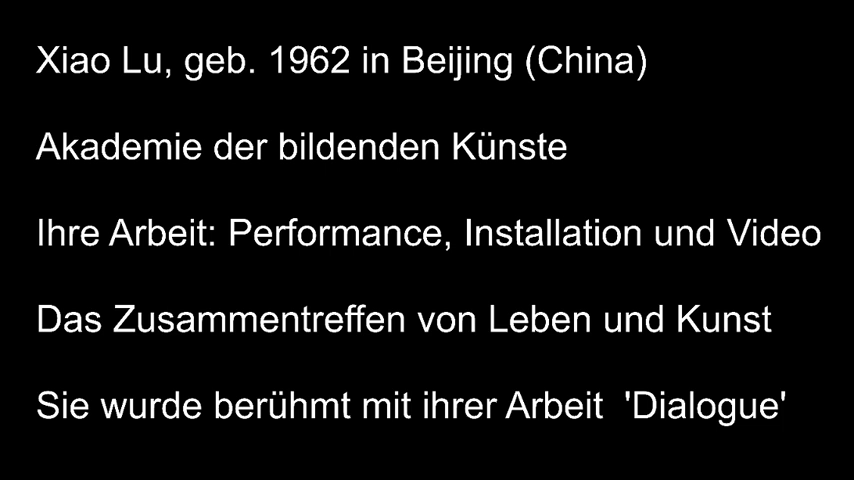 Xiao Lu, geb. 1962 in Beijing (China)
Akademie der bildenden Künste
Ihre Arbeit: Performance, Installation und Video
Das Zusammentreffen von Leben und Kunst
Sie wurde berühmt mit ihrer Arbeit  'Dialogue'